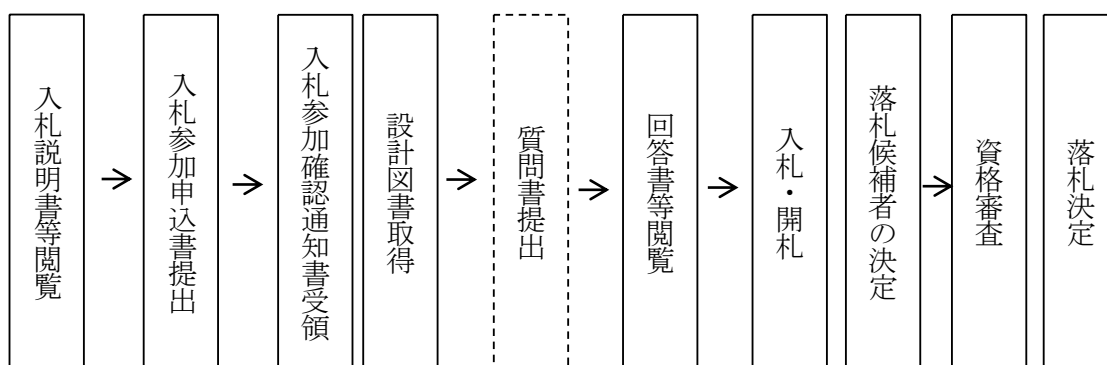 入札説明書等閲覧
入札参加申込書提出
入札参加確認通知書受領
設計図書取得
質問書提出
回答書等閲覧
入札・開札
落札候補者の決定
資格審査
落札決定